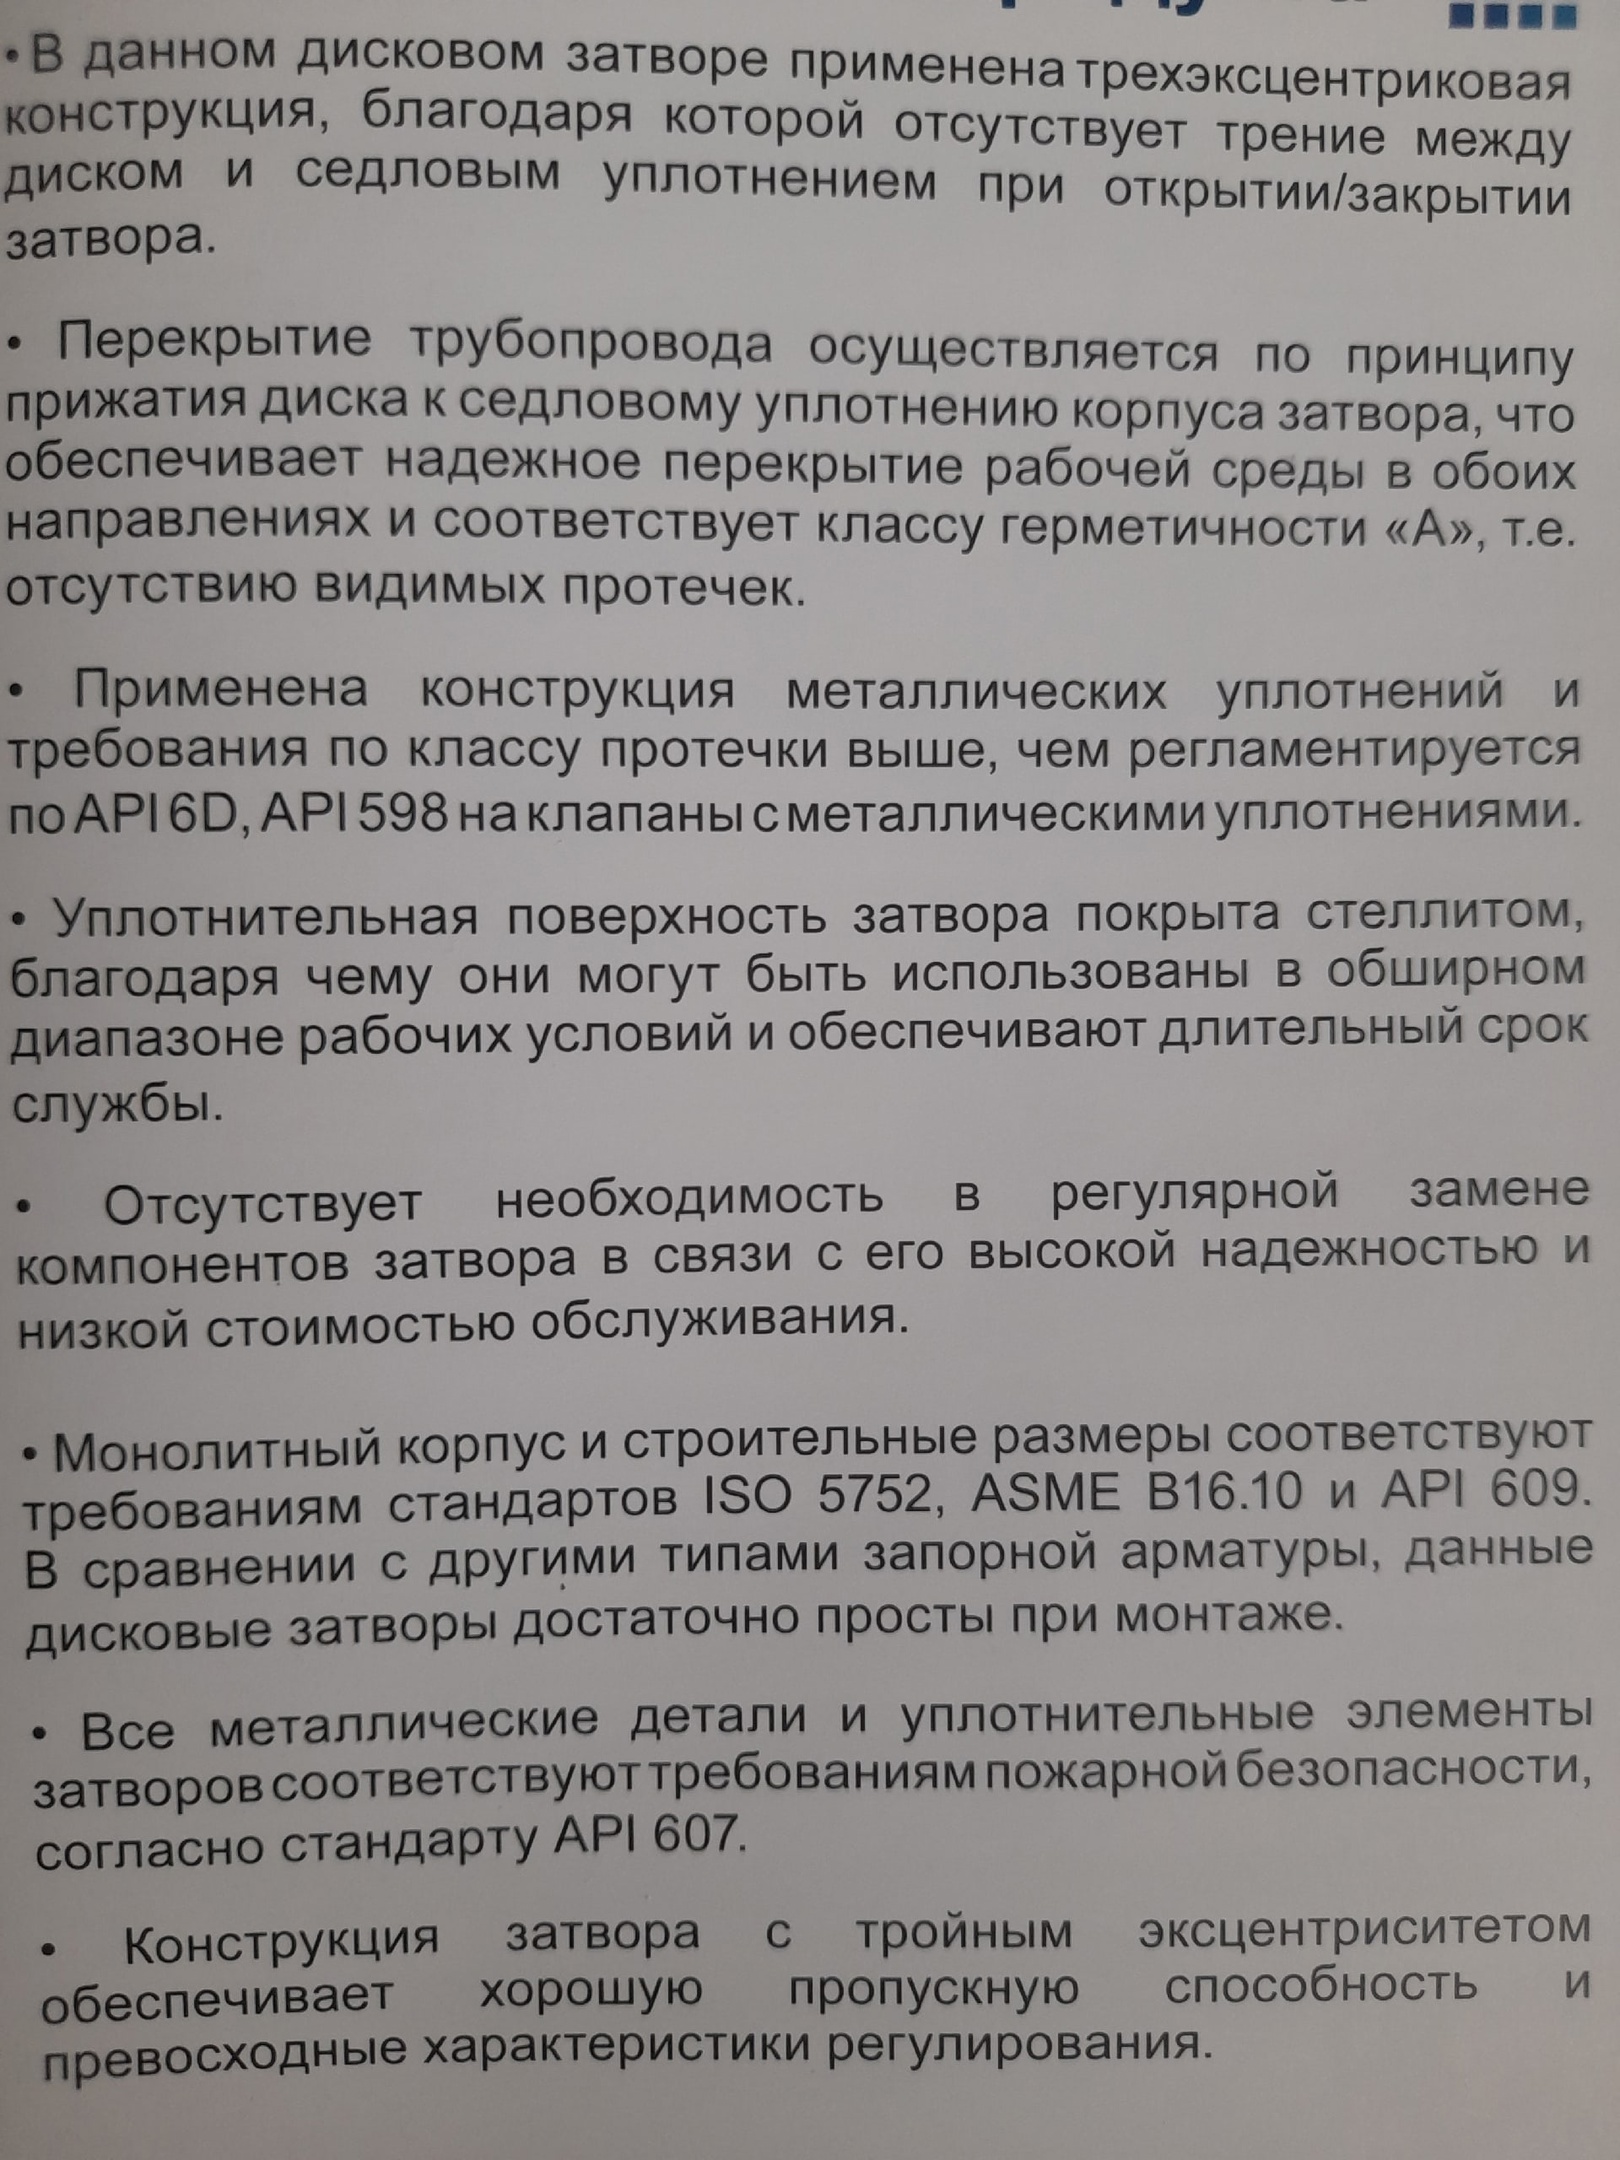 • В данном дисковом затворе применена трехэксцентриковая
конструкция, благодаря которой отсутствует трение между
диском и седловым уплотнением при открытии/закрытии
затвора.
• Перекрытие трубопровода осуществляется по принципу
прижатия диска к седловому уплотнению корпуса затвора, что
обеспечивает надежное перекрытие рабочей среды в обоих
направлениях и соответствует классу герметичности «А», т.е.
отсутствию видимых протечек.
• Применена конструкция металлических уплотнений и
требования по классу протечки выше, чем регламентируется
по API 6D, API 598 на клапаны с металлическими уплотнениями.
• Уплотнительная поверхность затвора покрыта стеллитом,
благодаря чему они могут быть использованы в обширном
диапазоне рабочих условий и обеспечивают длительный срок
службы.
• Отсутствует необходимость в регулярной замене
компонентов затвора в связи с его высокой надежностью и
низкой стоимостью обслуживания.
• Монолитный корпус и строительные размеры соответствуют
требованиям стандартов ISO 5752, ASME B16.10 и API 609.
В сравнении с другими типами запорной арматуры, данные
дисковые затворы достаточно просты при монтаже.
• Все металлические детали и уплотнительные элементы
затворов соответствуют требованиям пожарной безопасности,
согласно стандарту API 607.
• Конструкция затвора с тройным эксцентриситетом
обеспечивает хорошую пропускную способность и
превосходные характеристики регулирования.